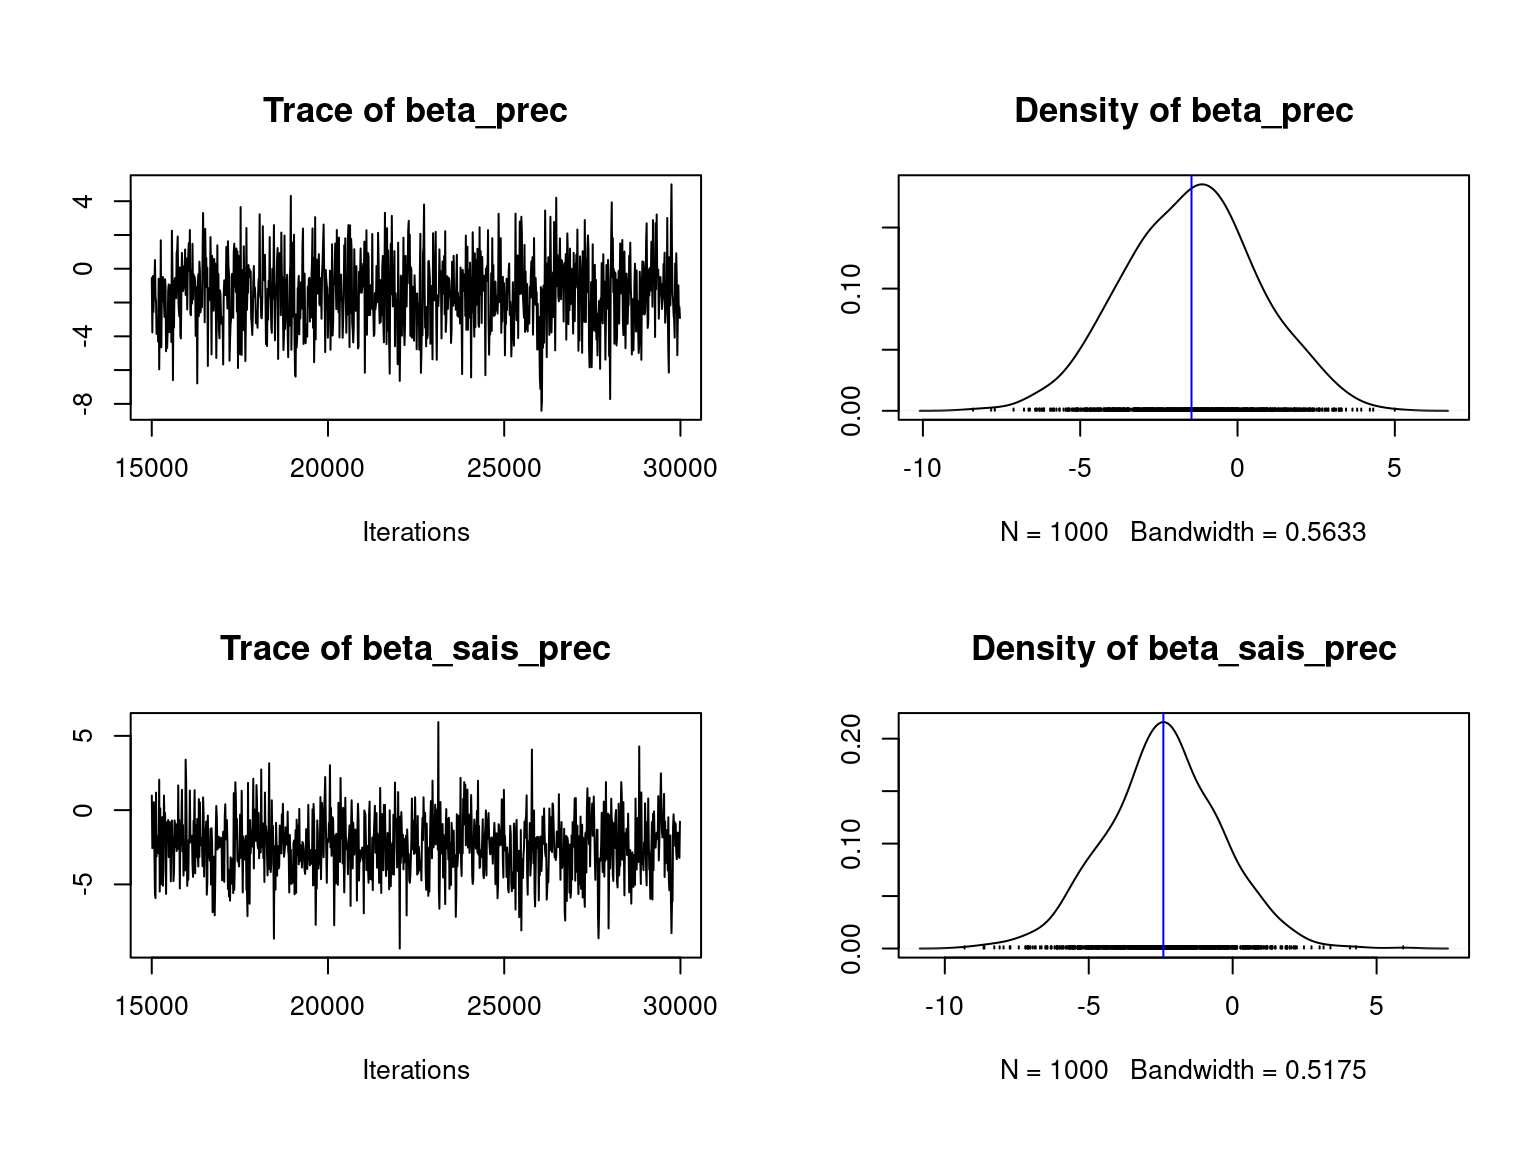 Trace of beta_prec
4
0
-4
-8
15000 20000 25000 30000
Iterations
Density of beta_prec
0.10
0.00
-10 -5 0 5
N = 1000 Bandwidth = 0.5633
Trace of beta_sais_prec
5
0
-5
15000 20000 25000 30000
Iterations
Density of beta_sais_prec
0.20
0.10
0.00
-10 -5 0 5
N = 1000 Bandwidth = 0.5175